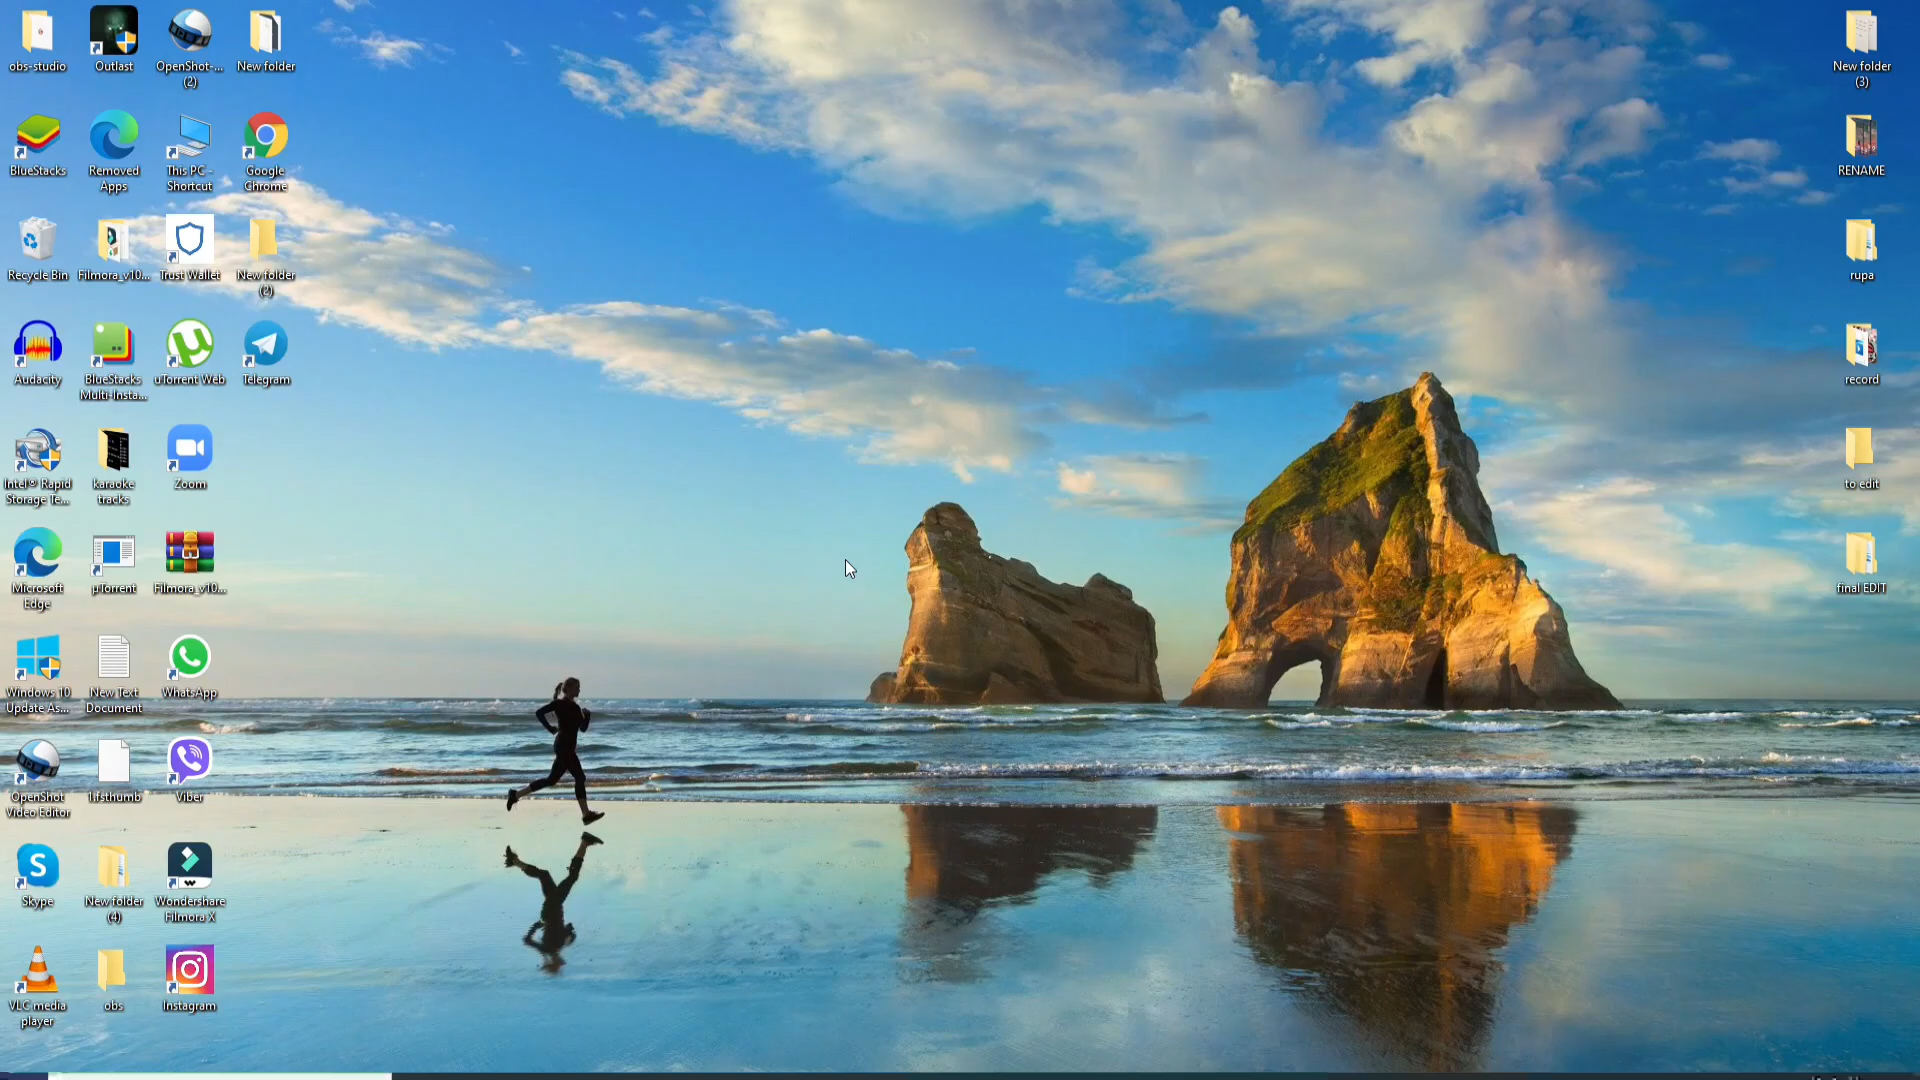 obs-studio
Outlast
OpenShot-...
(2)
New folder
BlueStacks
Removed
Apps
This PC -
Shortcut
Google
Chrome
Recycle Bin
Filmora_v10...
Trust Wallet
New folder
(2)
Audacity
BlueStacks
Multi-Insta...
uTorrent Web
Telegram
Intel® Rapid
Storage Te...
karaoke
tracks
Zoom
Microsoft
Edge
µTorrent
Filmora_v10...
Windows 10
Update As...
New Text
Document
WhatsApp
OpenShot
Video Editor
1.fsthumb
Viber
Skype
New folder
(4)
Wondershare
Filmora X
VLC media
player
obs
Instagram
New folder
(3)
RENAME
rupa
record
to edit
final EDIT